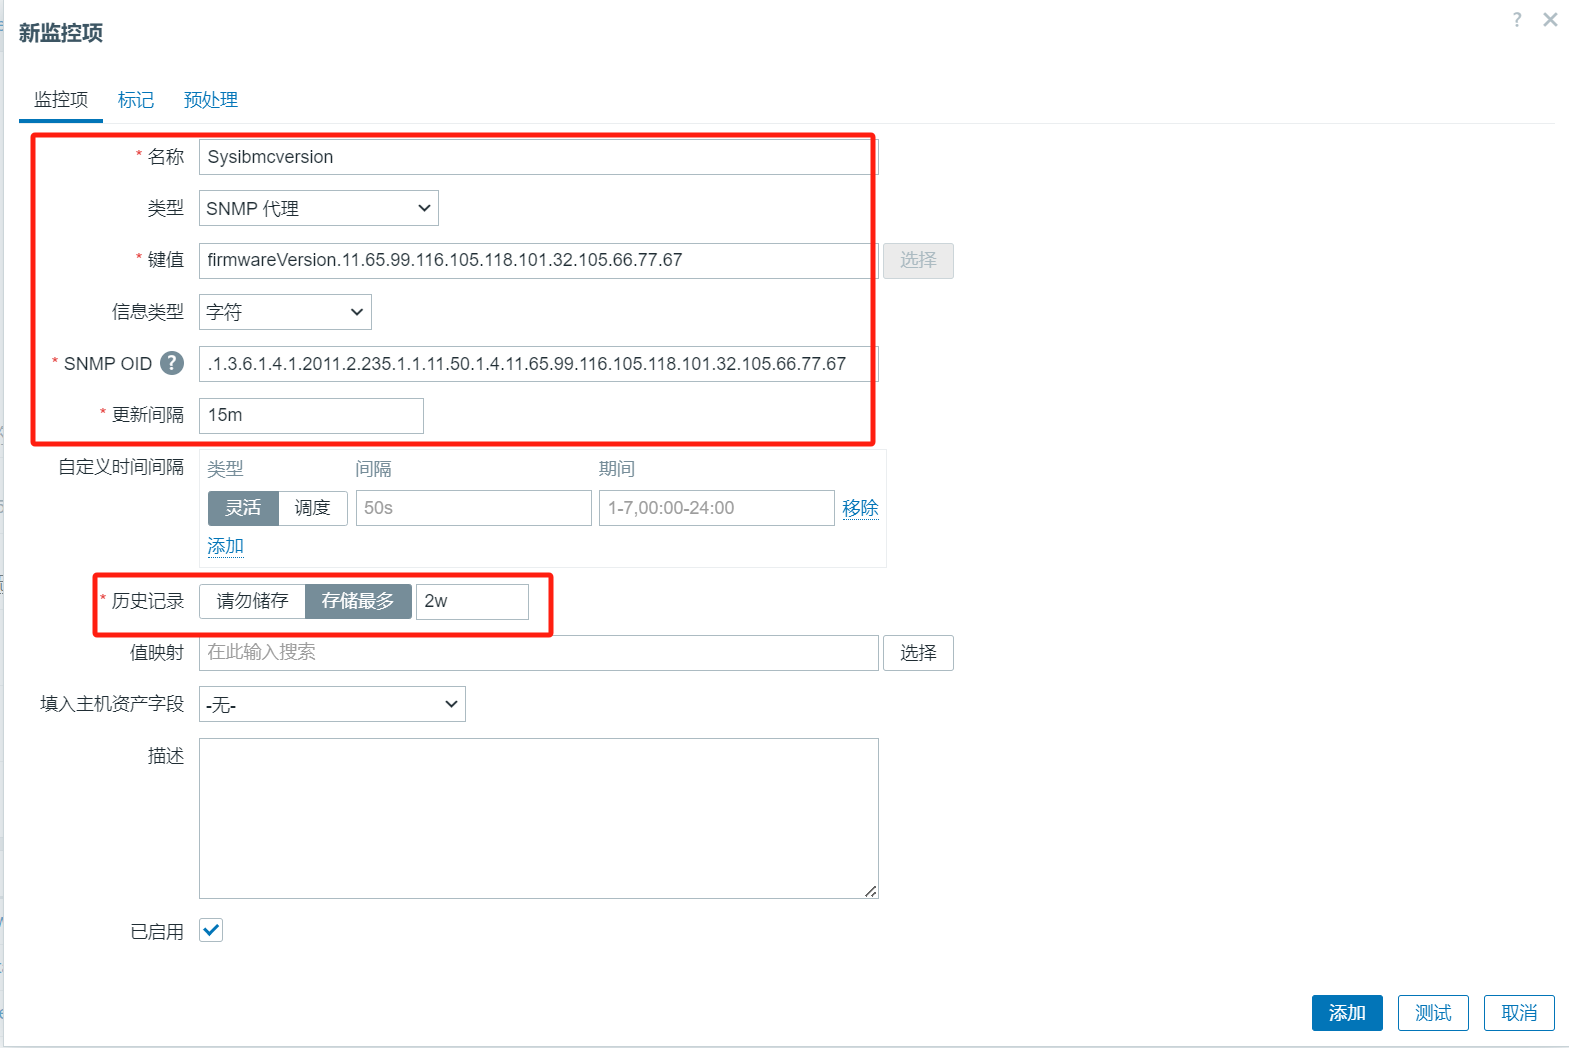 新监控项
?
监控项 标记 预处理
* 名称 Sysibmcversion
类型 SNMP 代理
* 键值 firmwareVersion.11.65.99.116.105.118.101.32.105.66.77.67 选择
信息类型 字符
* SNMP OID ? .1.3.6.1.4.1.2011.2.235.1.1.11.50.1.4.11.65.99.116.105.118.101.32.105.66.77.67
* 更新间隔 15m
自定义时间间隔 类型 间隔 期间
灵活 调度 50s 1-7,00:00-24:00 移除
添加
* 历史记录 请勿储存 存储最多 2w
值映射 在此输入搜索 选择
填入主机资产字段 -无-
描述
已启用
添加 测试 取消